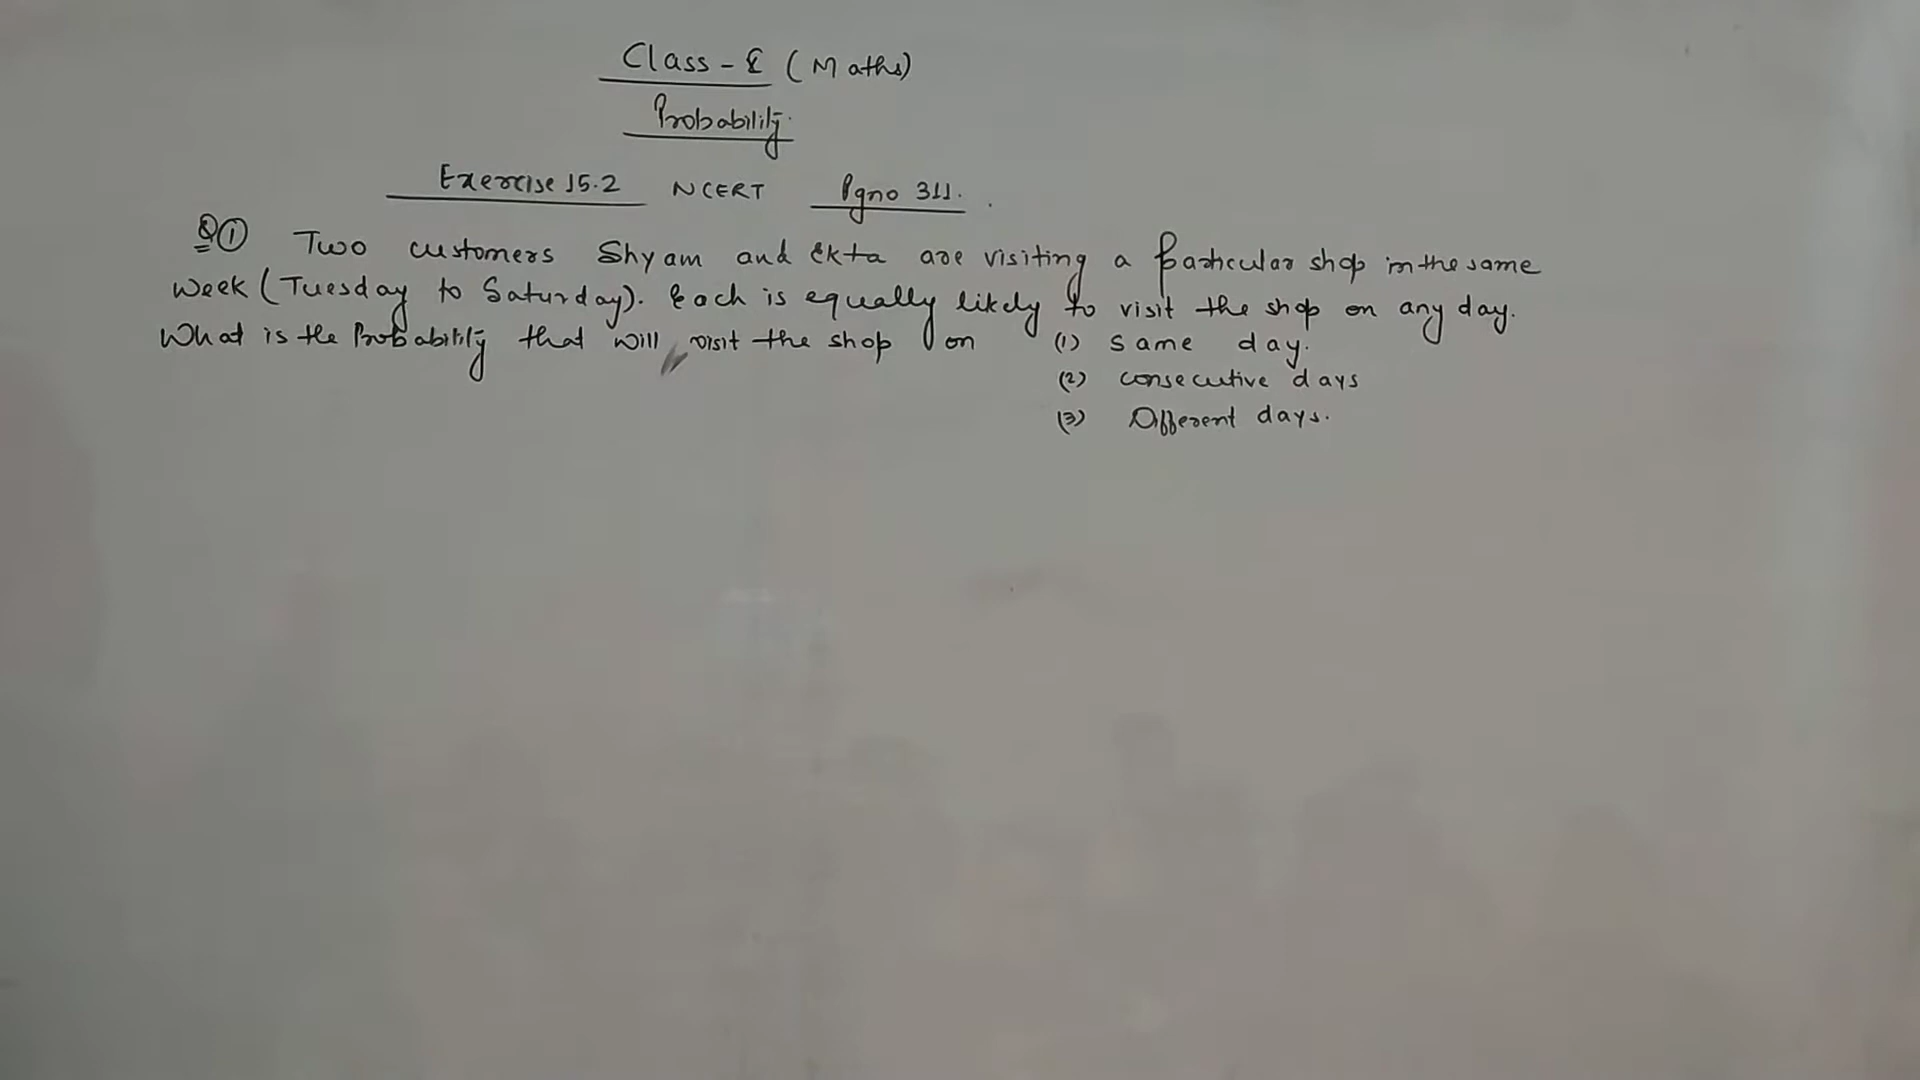 Class - X (Maths)
Probability
Exercise 15.2 NCERT Pgno 311.
Q① Two customers Shyam and Ekta are visiting a particular shop in the same
week (Tuesday to Saturday). Each is equally likely to visit the shop on any day.
What is the Probability that will visit the shop on (1) same day.
(2) consecutive days
(3) Different days.